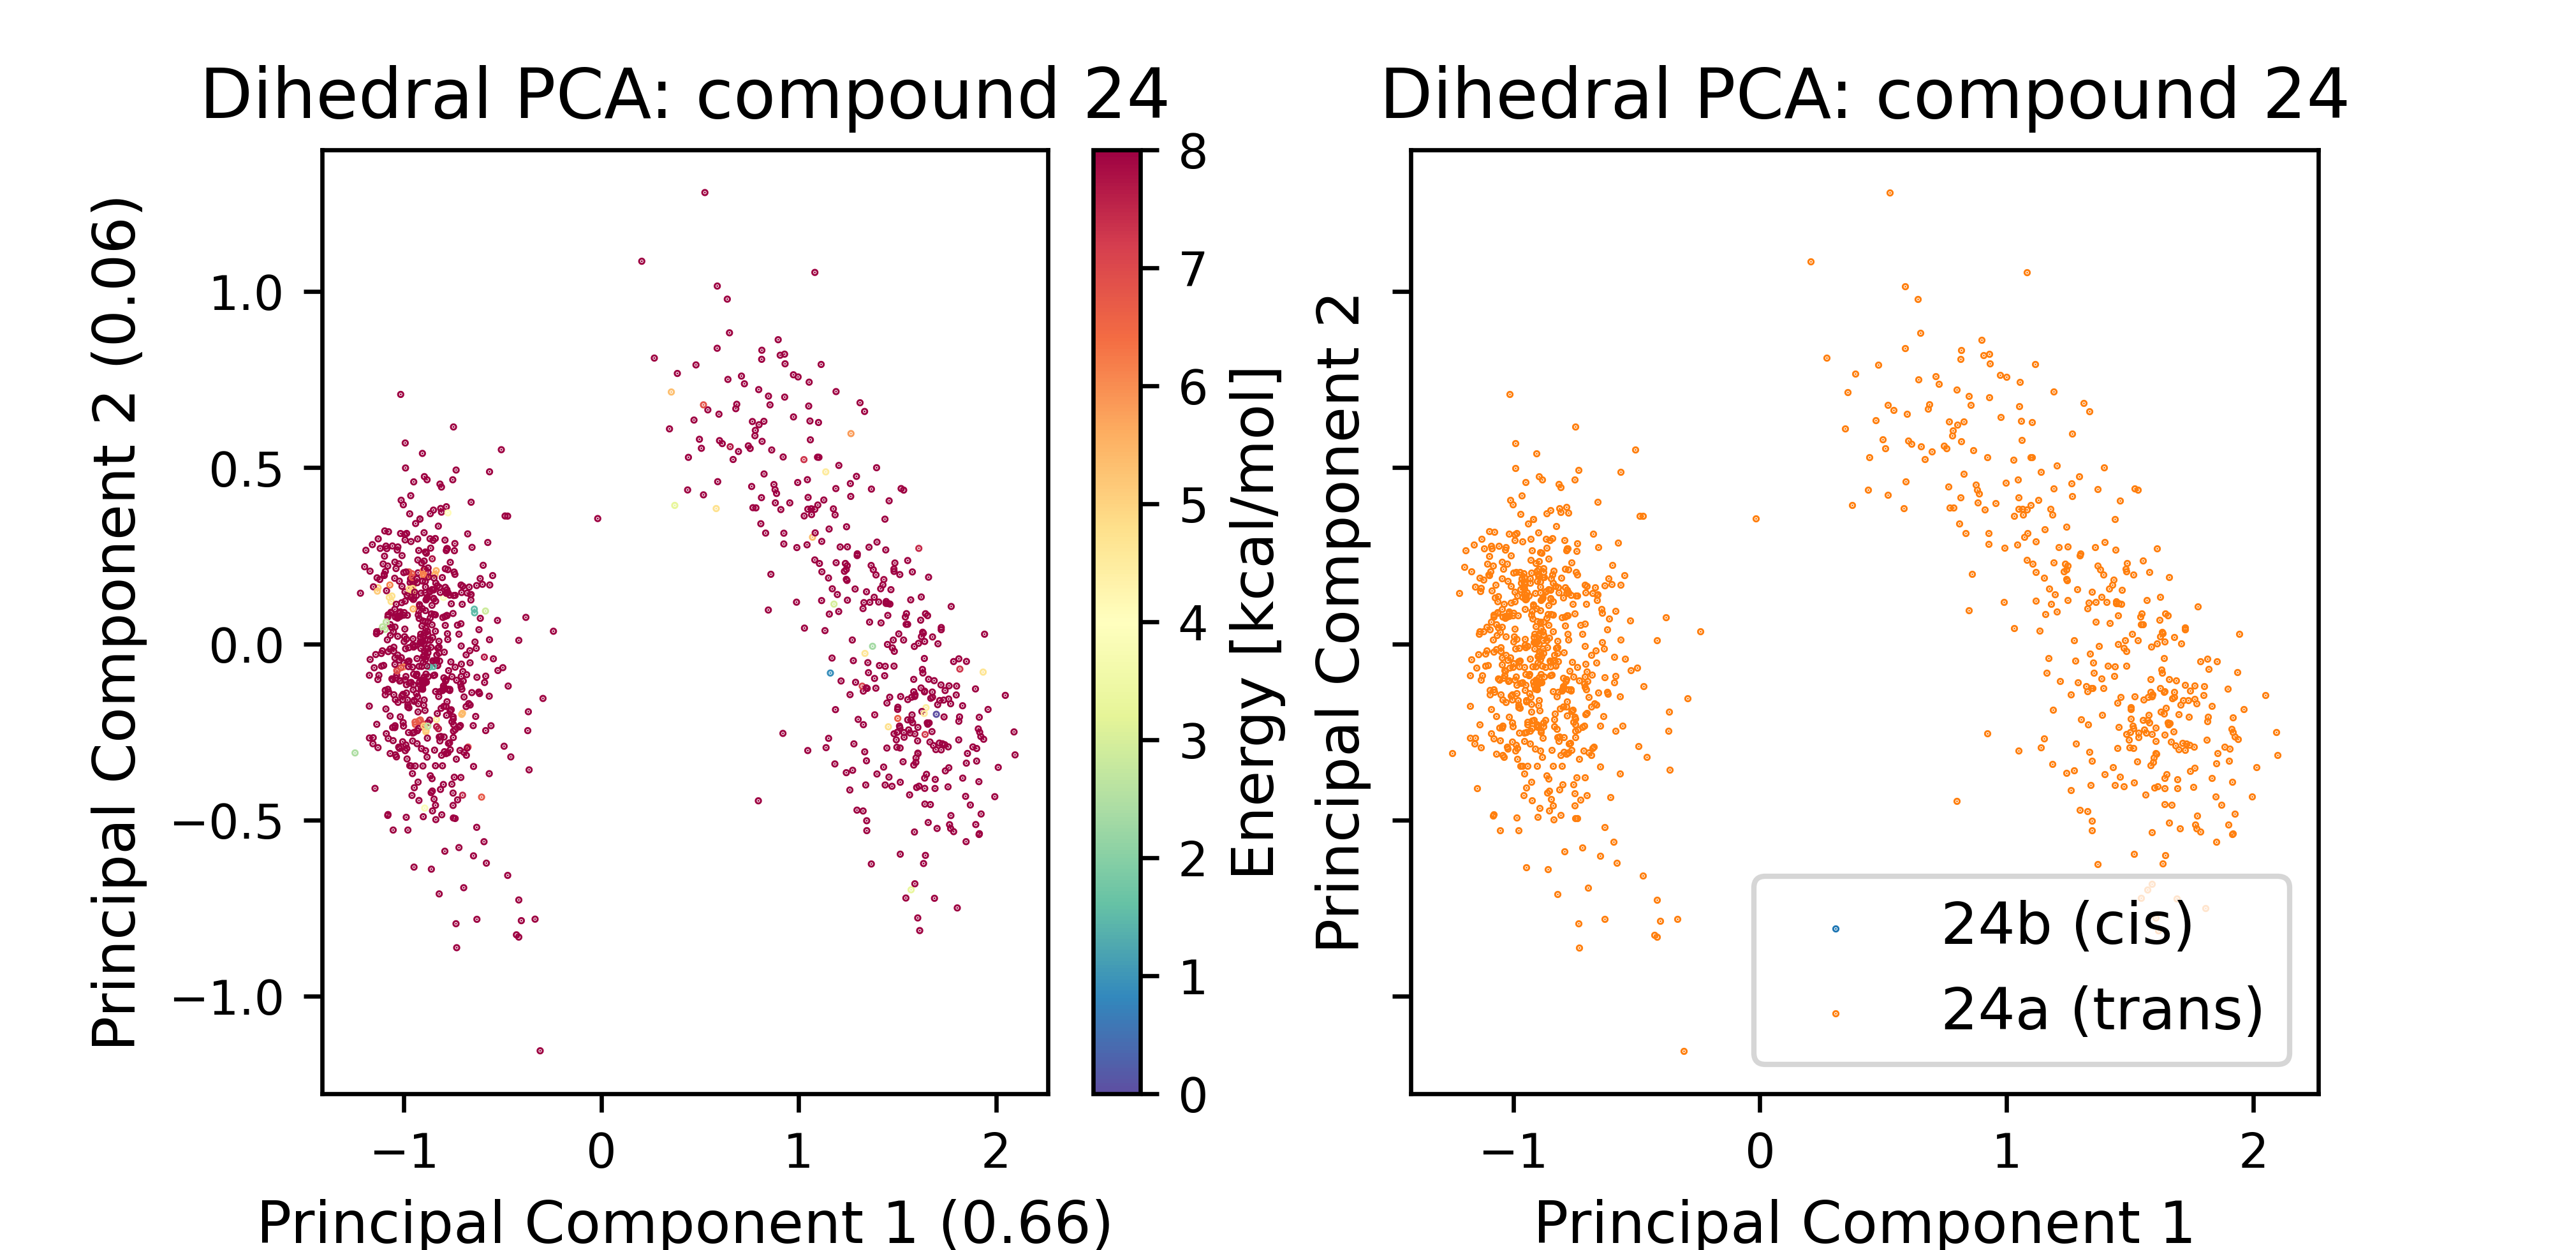 Dihedral PCA: compound 24
Principal Component 2 (0.06)
1.0
0.5
0.0
−0.5
−1.0
−1
0
1
2
Principal Component 1 (0.66)
8
7
6
5
4
3
2
1
0
Energy [kcal/mol]
Dihedral PCA: compound 24
Principal Component 2
24b (cis)
24a (trans)
−1
0
1
2
Principal Component 1